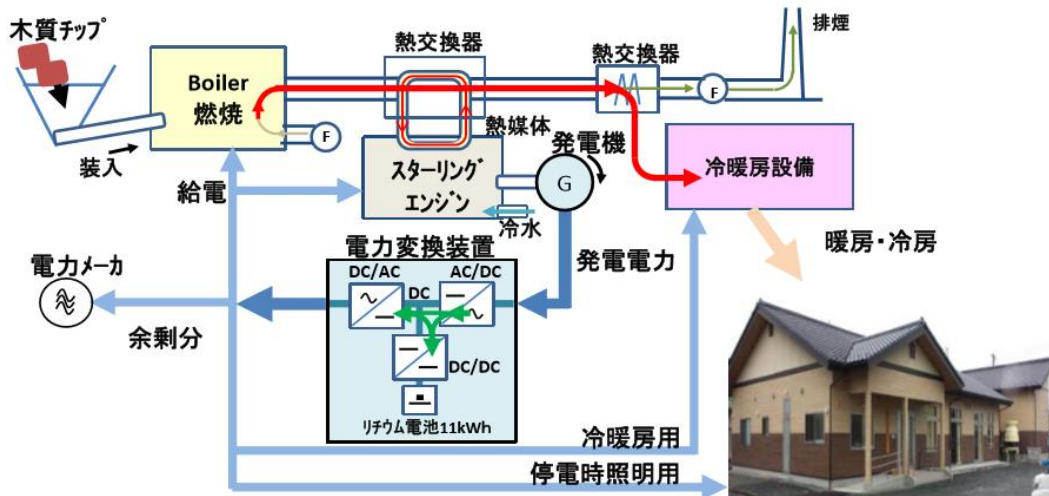 木質ﾁｯﾌﾟ
Boiler
燃焼
装入
F
熱交換器
熱媒体
熱交換器
F
排煙
冷暖房設備
暖房・冷房
発電機
G
ｽﾀｰﾘﾝｸﾞ
ｴﾝｼﾞﾝ
冷水
給電
電力ﾒｰｶ
余剰分
電力変換装置
DC/AC
AC/DC
DC
DC/DC
ﾘﾁｳﾑ電池11kWh
発電電力
冷暖房用
停電時照明用